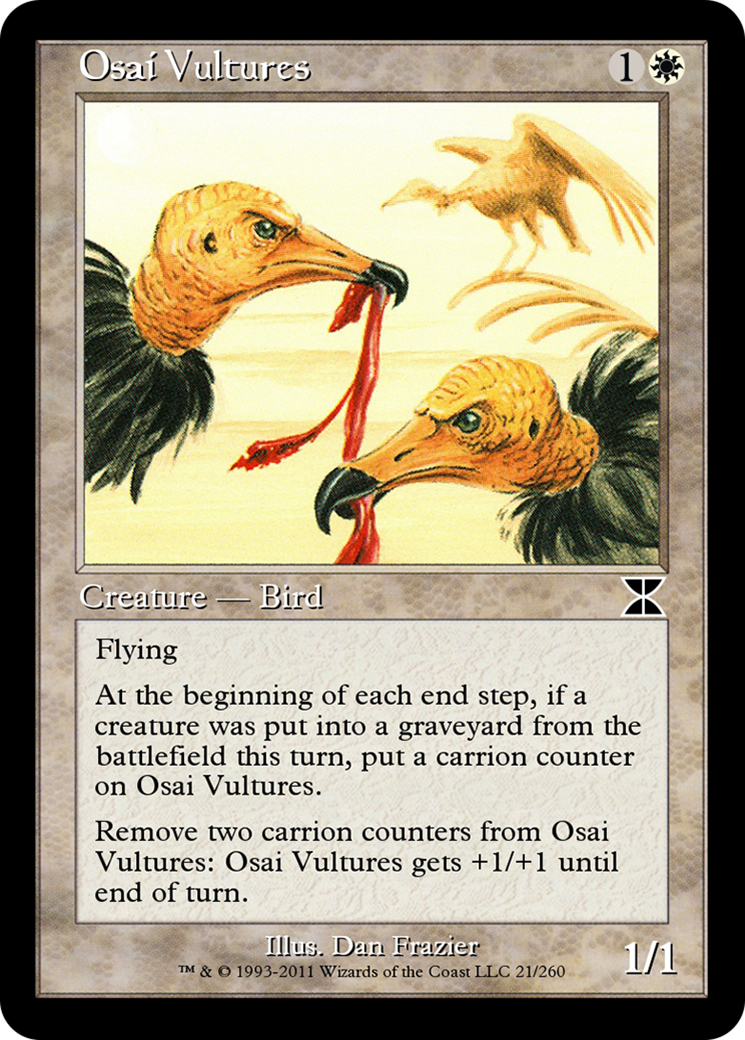 Osai Vultures
1
Creature — Bird
Flying
At the beginning of each end step, if a
creature was put into a graveyard from the
battlefield this turn, put a carrion counter
on Osai Vultures.
Remove two carrion counters from Osai
Vultures: Osai Vultures gets +1/+1 until
end of turn.
Illus. Dan Frazier
™ & © 1993-2011 Wizards of the Coast LLC 21/260
1/1